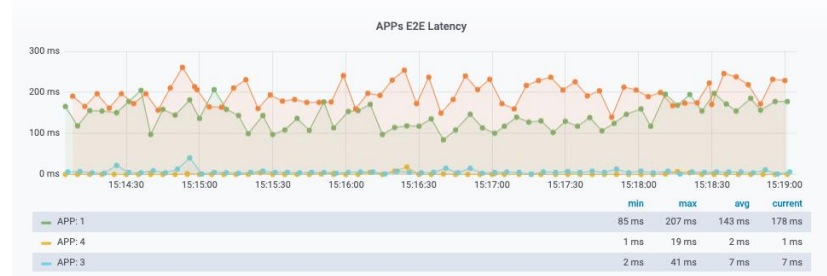 APPs E2E Latency
300 ms
200 ms
100 ms
0 ms
15:14:30 15:15:00 15:15:30 15:16:00 15:16:30 15:17:00 15:17:30 15:18:00 15:18:30 15:19:00
min max avg current
APP: 1 85 ms 207 ms 143 ms 178 ms
APP: 4 1 ms 19 ms 2 ms 1 ms
APP: 3 2 ms 41 ms 7 ms 7 ms